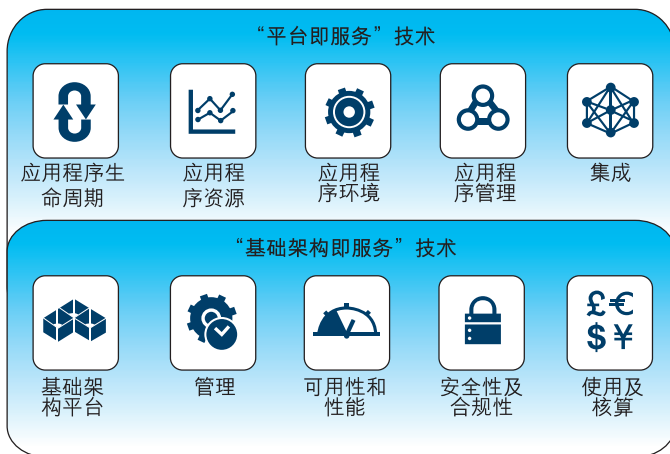 “平台即服务”技术
应用程序生
命周期
应用程
序资源
应用程
序环境
应用程
序管理
集成
“基础架构即服务”技术
£ €
$ ¥
基础架
构平台
管理
可用性和
性能
安全性及
合规性
使用及
核算